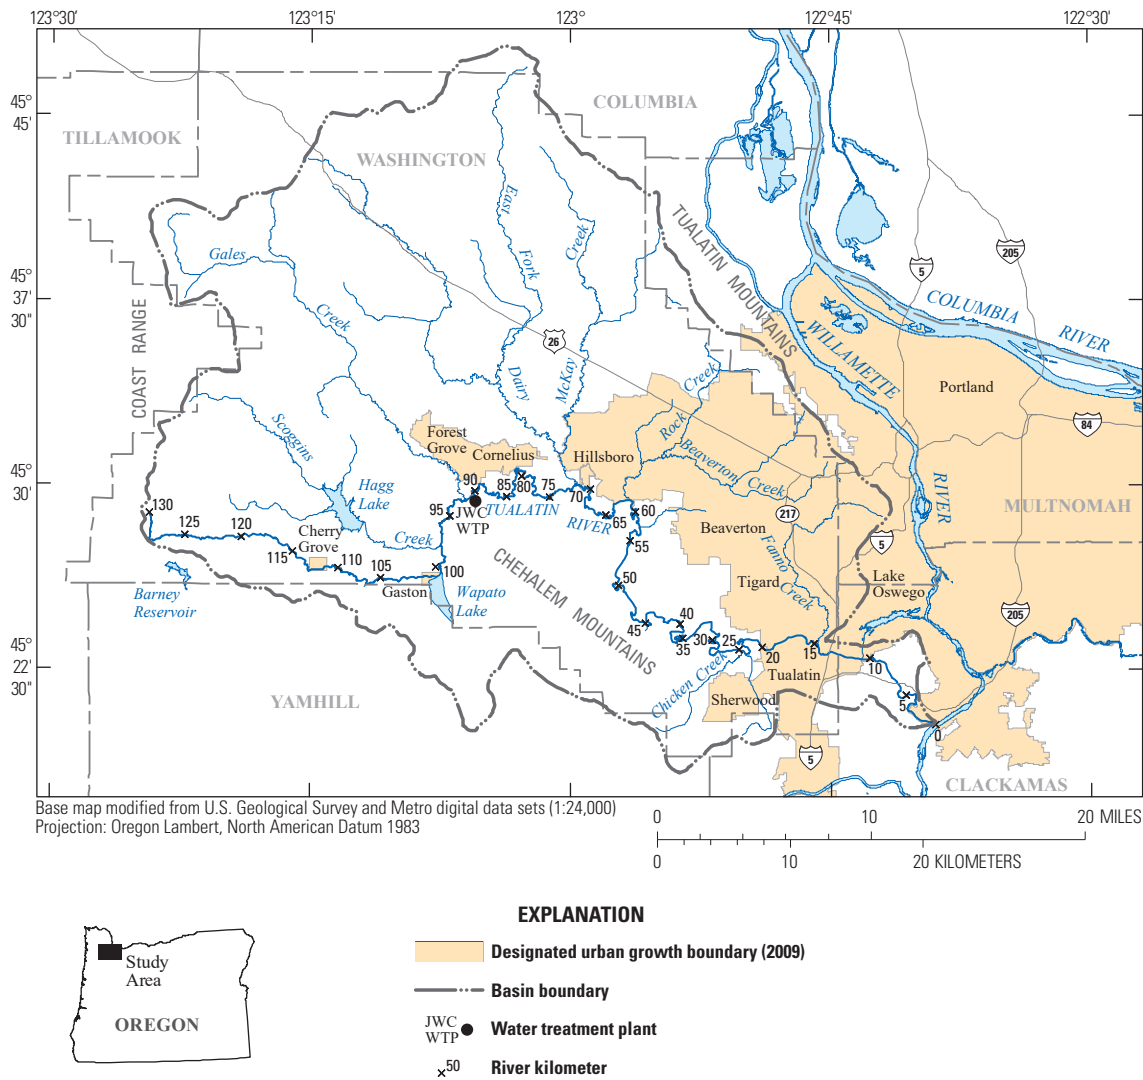 123°30'
123°15'
123°
122°45'
122°30'
45°
45'
COLUMBIA
TILLAMOOK
WASHINGTON
East
Fork
Dairy
Creek
McKay
TUALATIN MOUNTAINS
Gales
Creek
45°
37'
30"
5
205
COLUMBIA
RIVER
COAST RANGE
26
WILLAMETTE
RIVER
Portland
84
Rock
Creek
Scoggins
Forest
Grove
Cornelius
Hillsboro
Beaverton Creek
45°
30'
Hagg
Lake
90
85
80
75
70
MULTNOMAH
130
95
JWC
WTP
TUALATIN
RIVER
65
60
217
125
120
Cherry
Grove
Creek
Beaverton
55
5
115
110
105
100
CHEHALEM MOUNTAINS
50
Tigard
Fanno
Creek
Lake
Oswego
Barney
Reservoir
Gaston
Wapato
Lake
205
45
40
35
30
25
20
15
10
45°
22'
30"
Chicken Creek
Tualatin
YAMHILL
Sherwood
5
0
5
CLACKAMAS
Base map modified from U.S. Geological Survey and Metro digital data sets (1:24,000)
Projection: Oregon Lambert, North American Datum 1983
0
10
20 MILES
0
10
20 KILOMETERS
EXPLANATION
Designated urban growth boundary (2009)
Study
Area
Basin boundary
OREGON
JWC
WTP
Water treatment plant
50
River kilometer